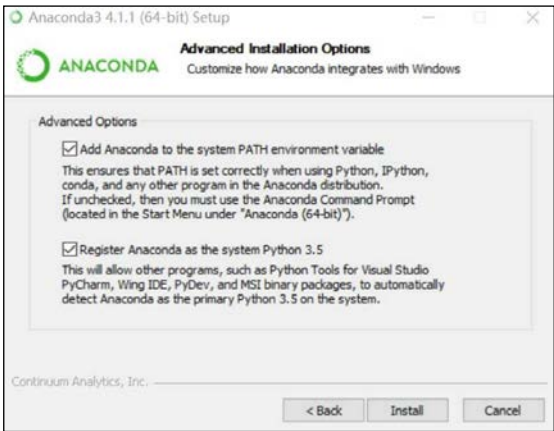 Anaconda3 4.1.1 (64-bit) Setup
ANACONDA
Advanced Installation Options
Customize how Anaconda integrates with Windows
Advanced Options
Add Anaconda to the system PATH environment variable
This ensures that PATH is set correctly when using Python, IPython,
conda, and any other program in the Anaconda distribution.
If unchecked, then you must use the Anaconda Command Prompt
(located in the Start Menu under "Anaconda (64-bit)").
Register Anaconda as the system Python 3.5
This will allow other programs, such as Python Tools for Visual Studio
PyCharm, Wing IDE, PyDev, and MSI binary packages, to automatically
detect Anaconda as the primary Python 3.5 on the system.
Continuum Analytics, Inc.
< Back
Install
Cancel